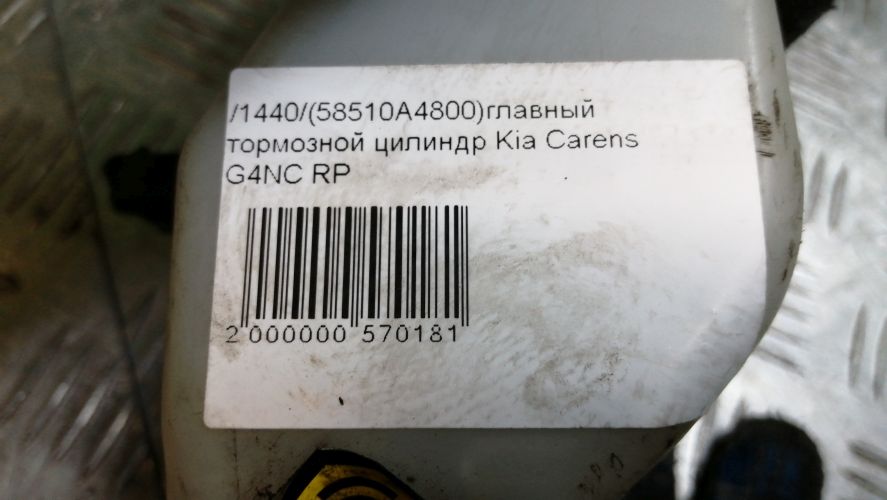 /1440/(58510A4800)главный
тормозной цилиндр Kia Carens
G4NC RP
2 000000 570181